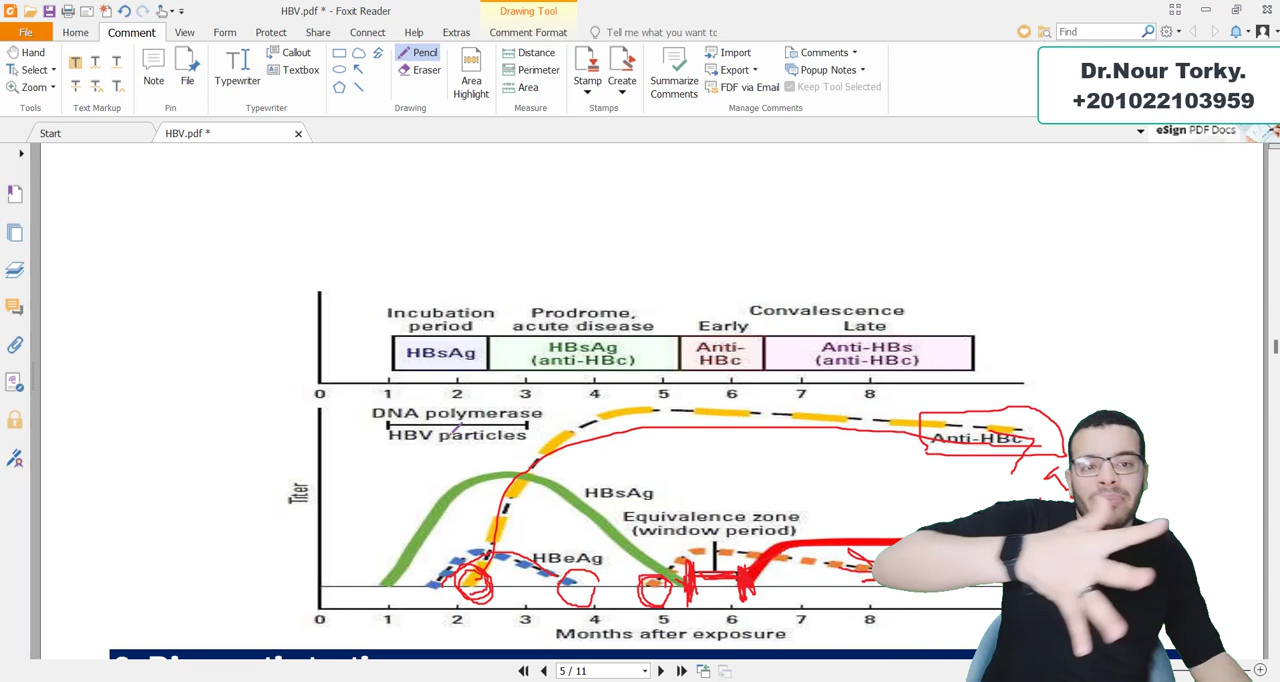 HBV.pdf * - Foxit Reader
Drawing Tool
File
Home
Comment
View
Form
Protect
Share
Connect
Help
Extras
Comment Format
Tell me what you want to
Find
Hand
Select
Zoom
Tools
Text Markup
Note
File
Pin
Typewriter
Callout
Textbox
Typewriter
Pencil
Eraser
Drawing
Area
Highlight
Distance
Perimeter
Area
Measure
Stamp
Create
Stamps
Summarize
Comments
Import
Export
FDF via Email
Comments
Popup Notes
Keep Tool Selected
Manage Comments
Dr.Nour Torky.
+201022103959
Start
HBV.pdf *
eSign PDF Docs
Incubation
period
Prodrome,
acute disease
Convalescence
Early
Late
HBsAg
HBsAg
(anti-HBc)
Anti-
HBc
Anti-HBs
(anti-HBc)
0 1 2 3 4 5 6 7 8
DNA polymerase
HBV particles
Anti-HBc
Titer
HBsAg
Equivalence zone
(window period)
HBeAg
0 1 2 3 4 5 6 7 8
Months after exposure
5 / 11